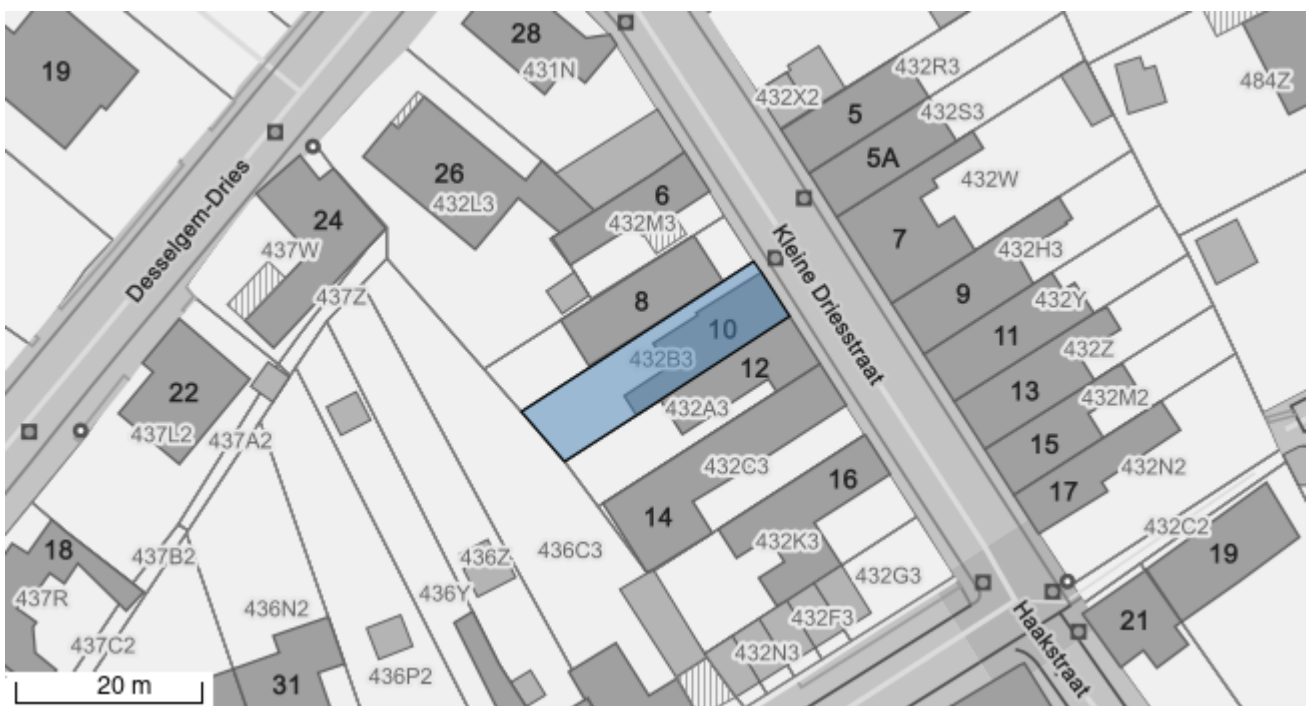 28
431N
19
432X2
432R3
484Z
5
432S3
5A
26
432L3
432W
6
432M3
24
Desselgem-Dries
437W
Kleine Driesstraat
7
432H3
9
437Z
8
432Y
10
11
432B3
432Z
12
22
13
432M2
432A3
437L2
437A2
15
432C3
432N2
16
17
14
432C2
18
437B2
436Z
436C3
432K3
19
437R
436Y
432G3
436N2
432F3
Haakstraat
21
437C2
432N3
436P2
31
20 m